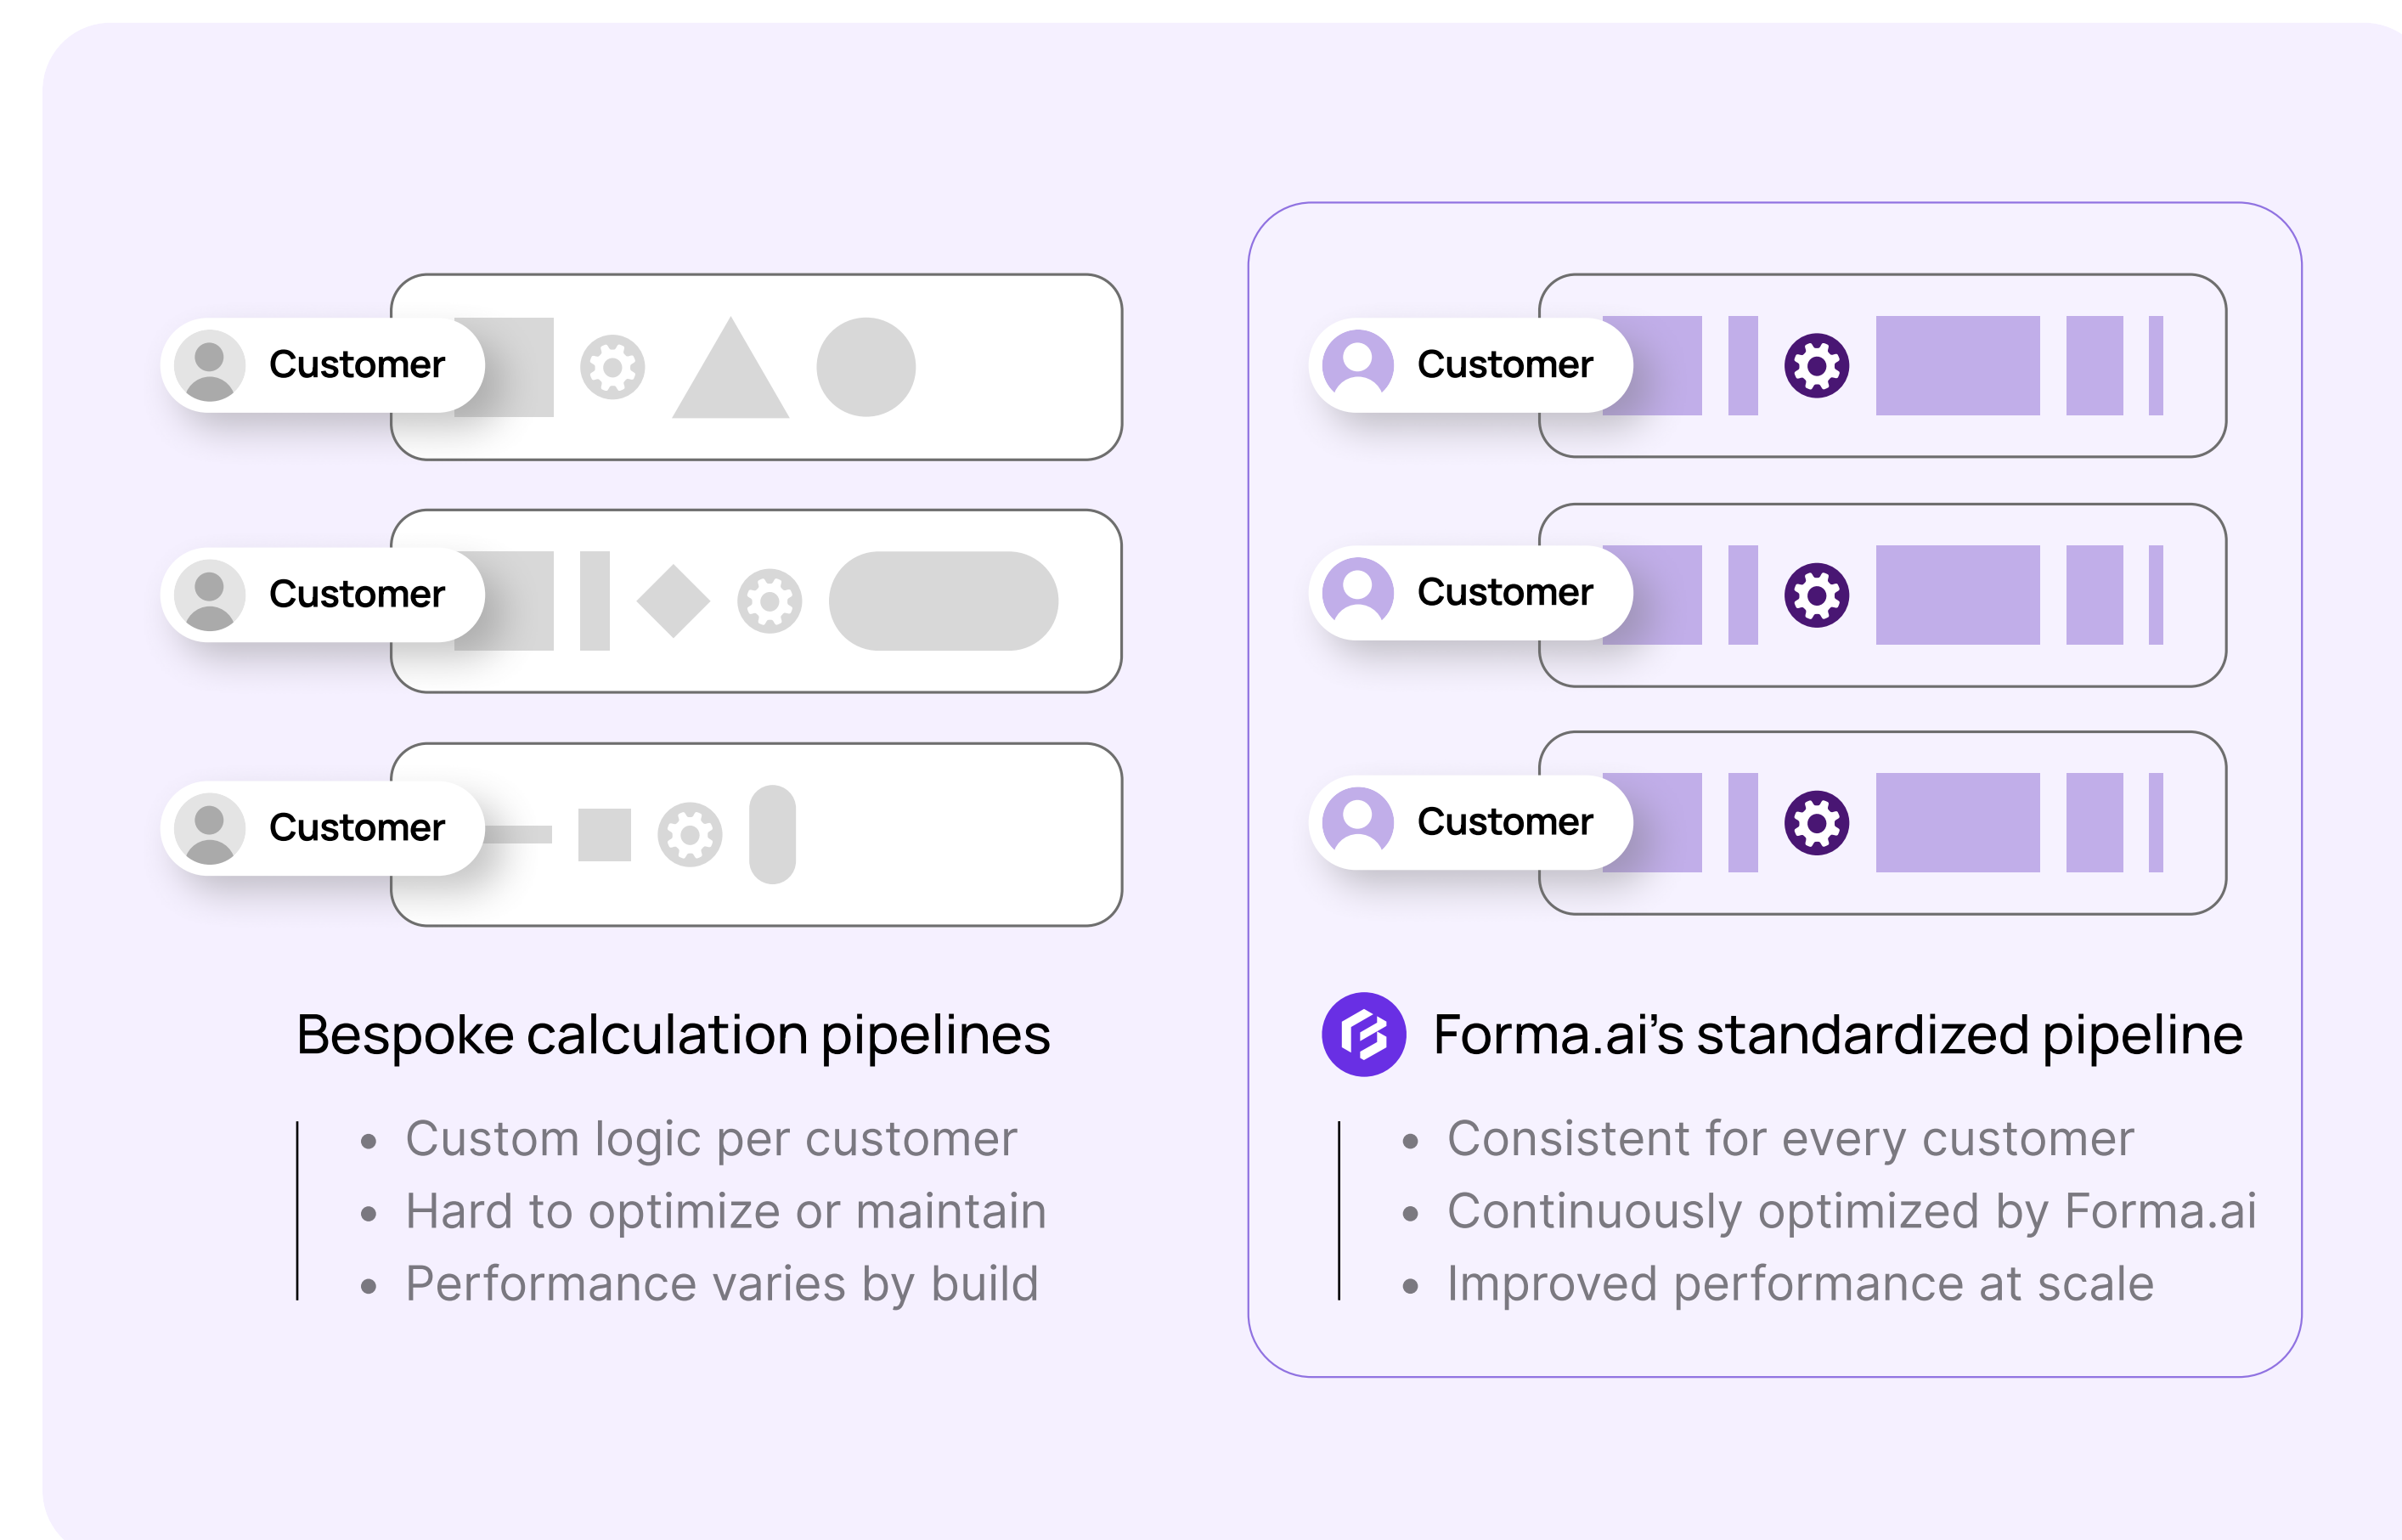 Customer
Customer
Customer
Bespoke calculation pipelines
• Custom logic per customer
• Hard to optimize or maintain
• Performance varies by build
Customer
Customer
Customer
Forma.ai’s standardized pipeline
• Consistent for every customer
• Continuously optimized by Forma.ai
• Improved performance at scale